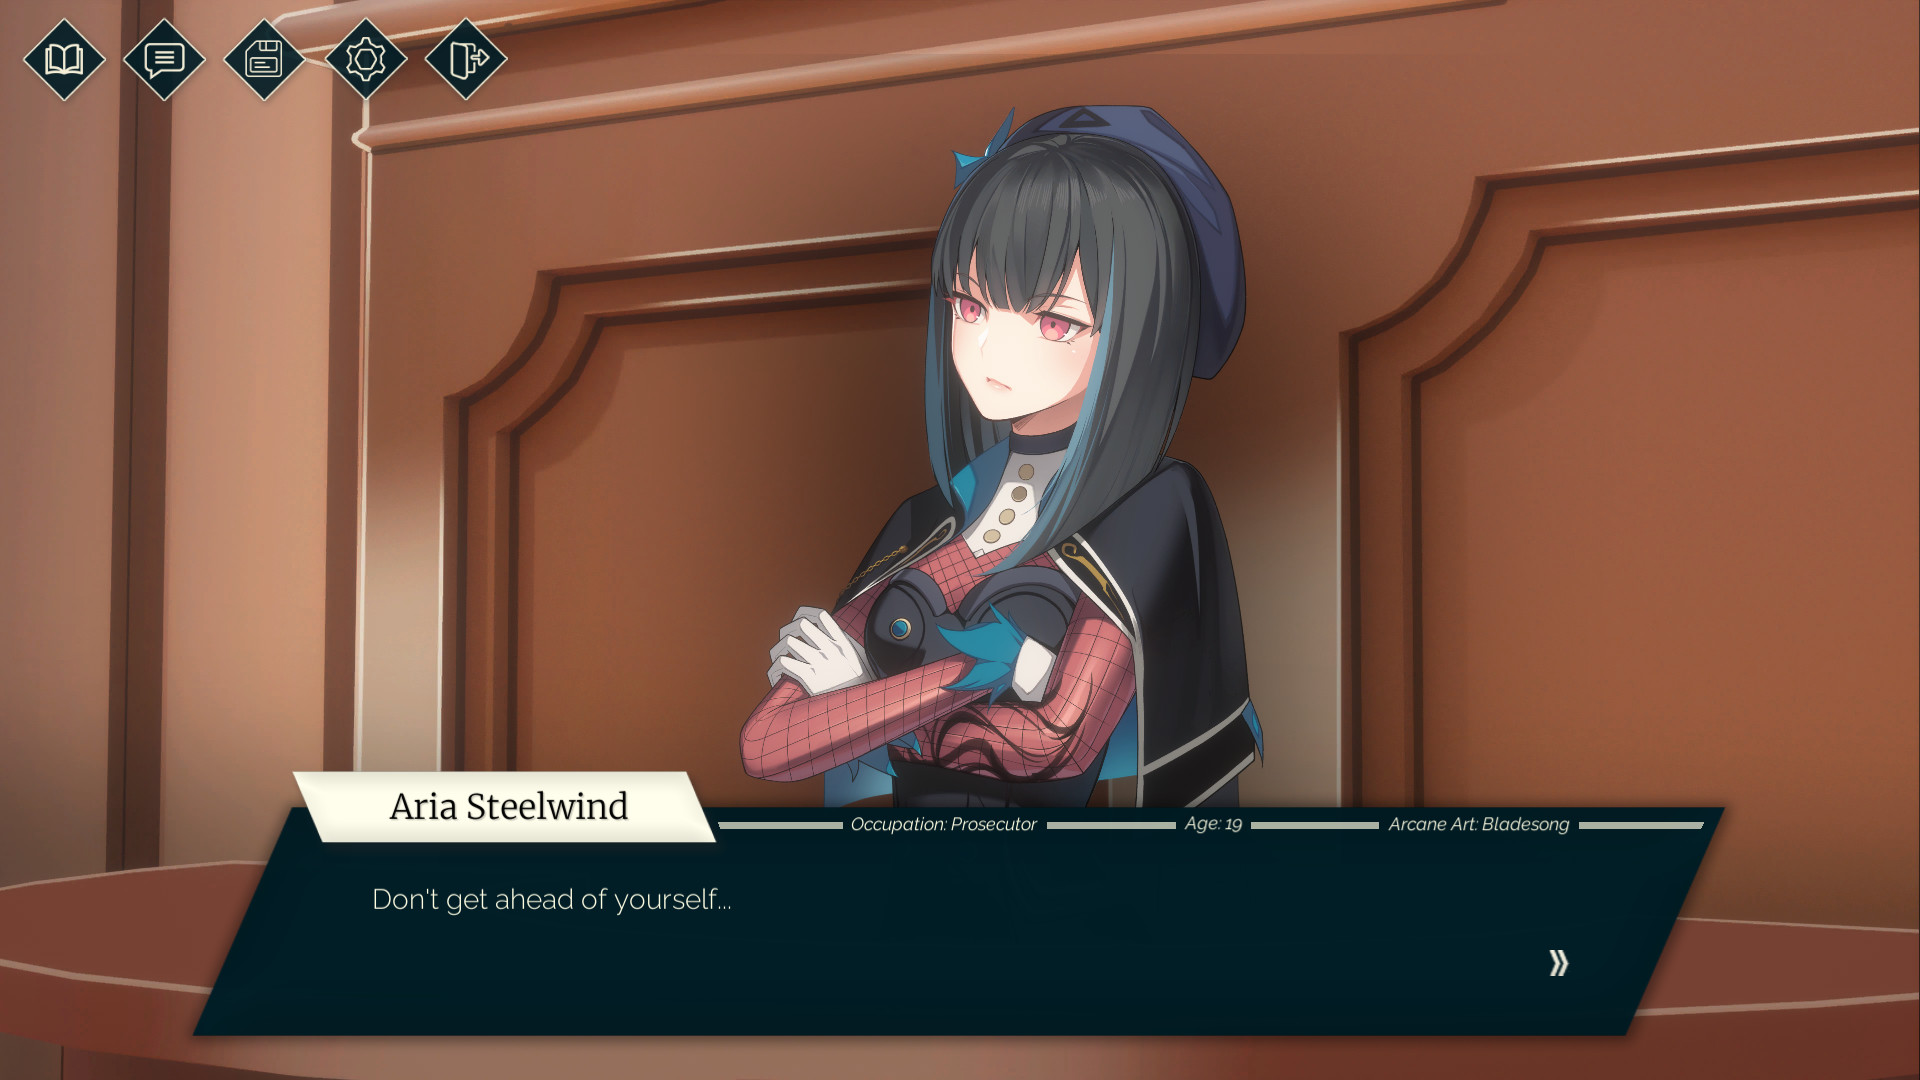 Aria Steelwind
Occupation: Prosecutor
Age: 19
Arcane Art: Bladesong
Don't get ahead of yourself...